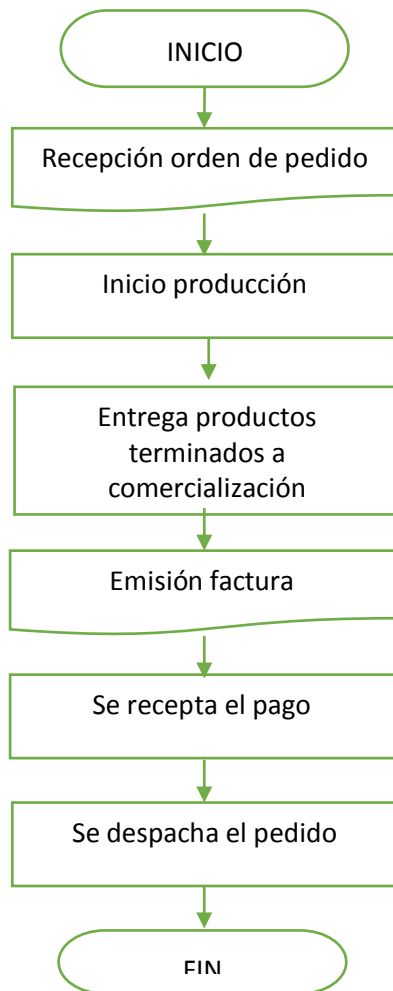 INICIO
Recepción orden de pedido
Inicio producción
Entrega productos
terminados a
comercialización
Emisión factura
Se recepta el pago
Se despacha el pedido
FIN